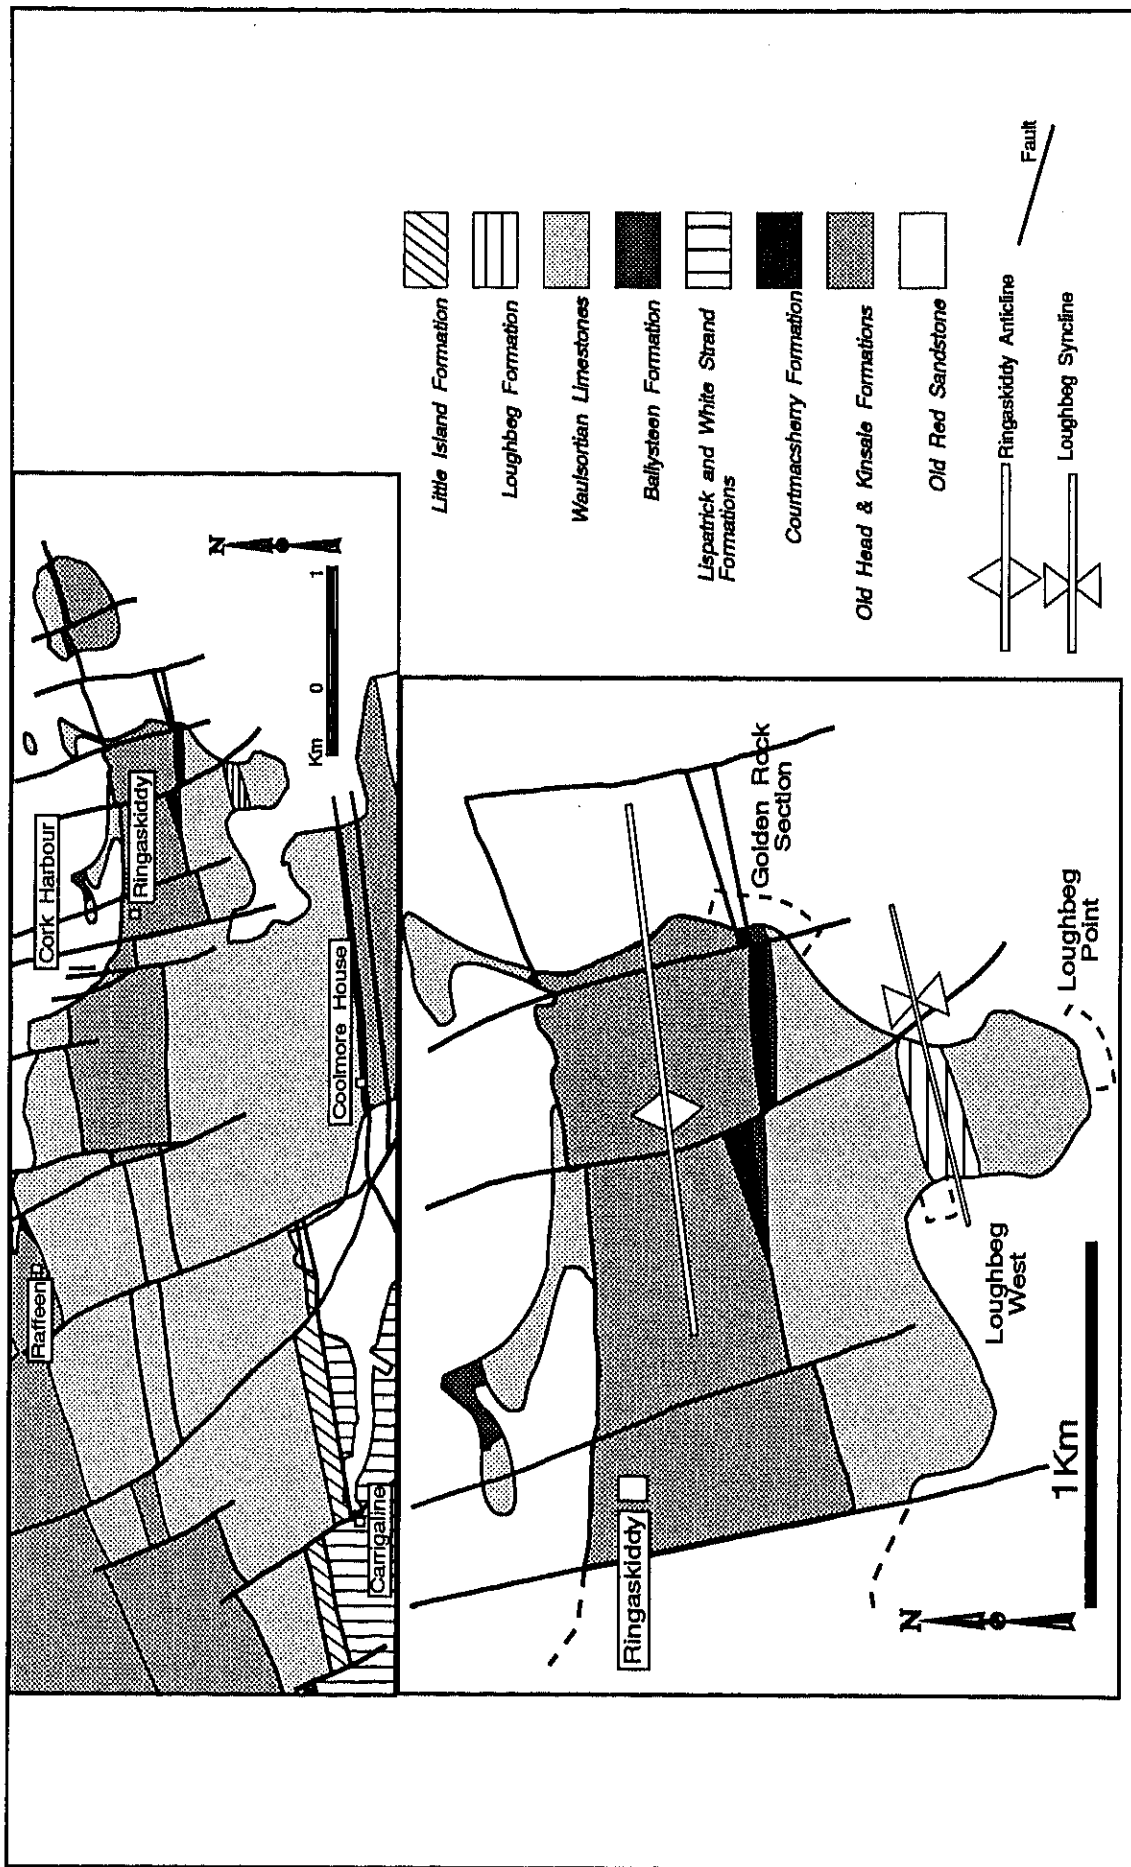 Cork Harbour
Ringaskiddy
Raffeen
Coolmore House
Carrigaline
N
Km 0 1
Ringaskiddy
Golden Rock
Section
Loughbeg
West
Loughbeg
Point
N
1Km
Little Island Formation
Loughbeg Formation
Waulsortian Limestones
Ballysteen Formation
Lispatrick and White Strand
Formations
Courtmacsherry Formation
Old Head & Kinsale Formations
Old Red Sandstone
Ringaskiddy Anticline
Fault
Loughbeg Syncline